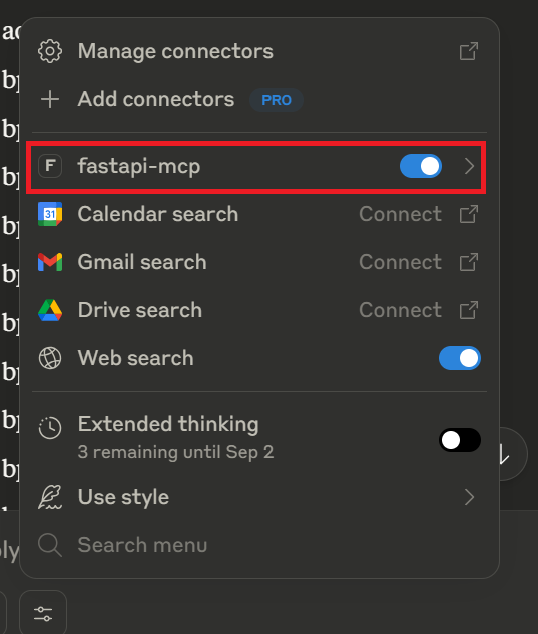 Manage connectors
Add connectors PRO
F fastapi-mcp
31 Calendar search Connect
Gmail search Connect
Drive search Connect
Web search
Extended thinking
3 remaining until Sep 2
Use style
Search menu